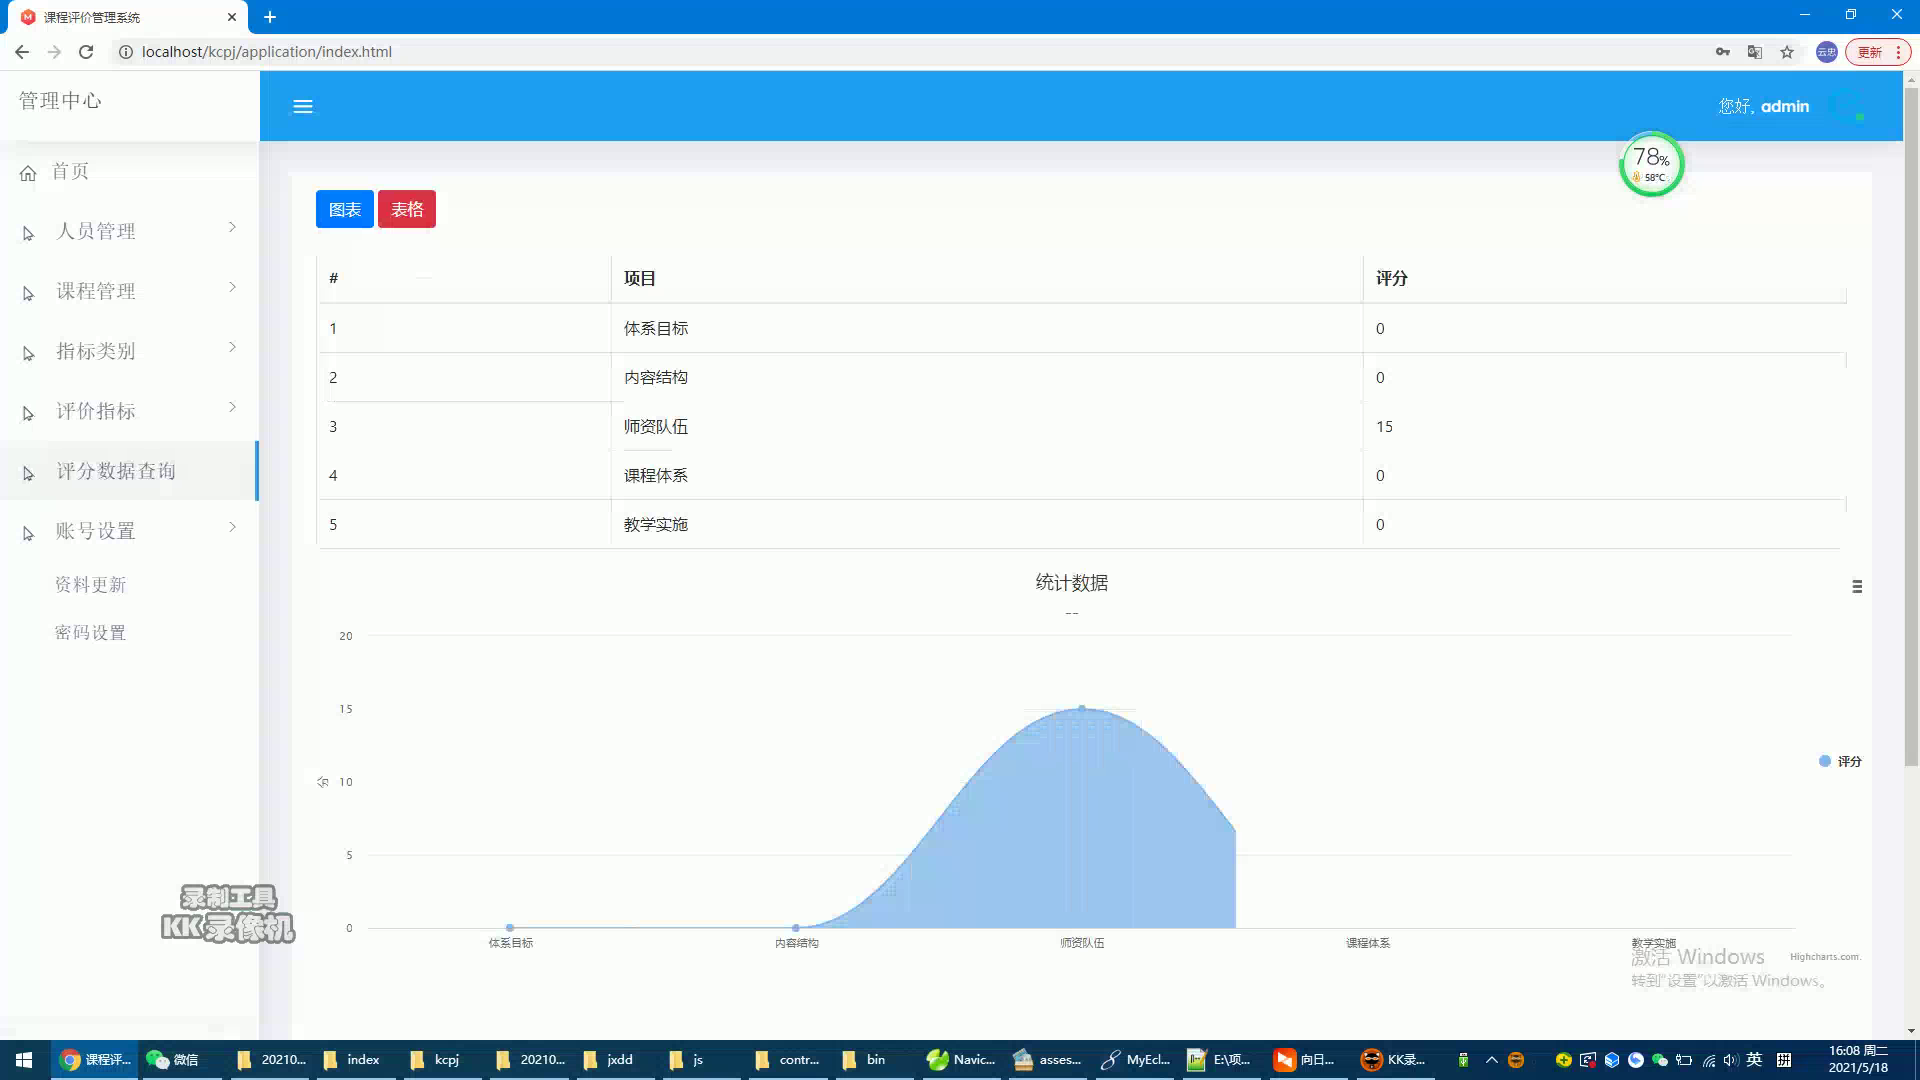 课程评价管理系统
localhost/kcpj/application/index.html
云忠
更新
管理中心
您好, admin
78%
58°C
首页
人员管理
课程管理
指标类别
评价指标
评分数据查询
账号设置
资料更新
密码设置
图表 表格
# 项目 评分
1 体系目标 0
2 内容结构 0
3 师资队伍 15
4 课程体系 0
5 教学实施 0
统计数据
--
20
15
10
5
0
分
评分
体系目标 内容结构 师资队伍 课程体系 教学实施
Highcharts.com.
激活 Windows
转到"设置"以激活 Windows。
录制工具
KK录像机
课程评... 微信 20210... index kcpj 20210... jxdd js contr... bin Navic... asses... MyEcl... E:\项... 向日... KK录... 英 拼
16:08 周二
2021/5/18